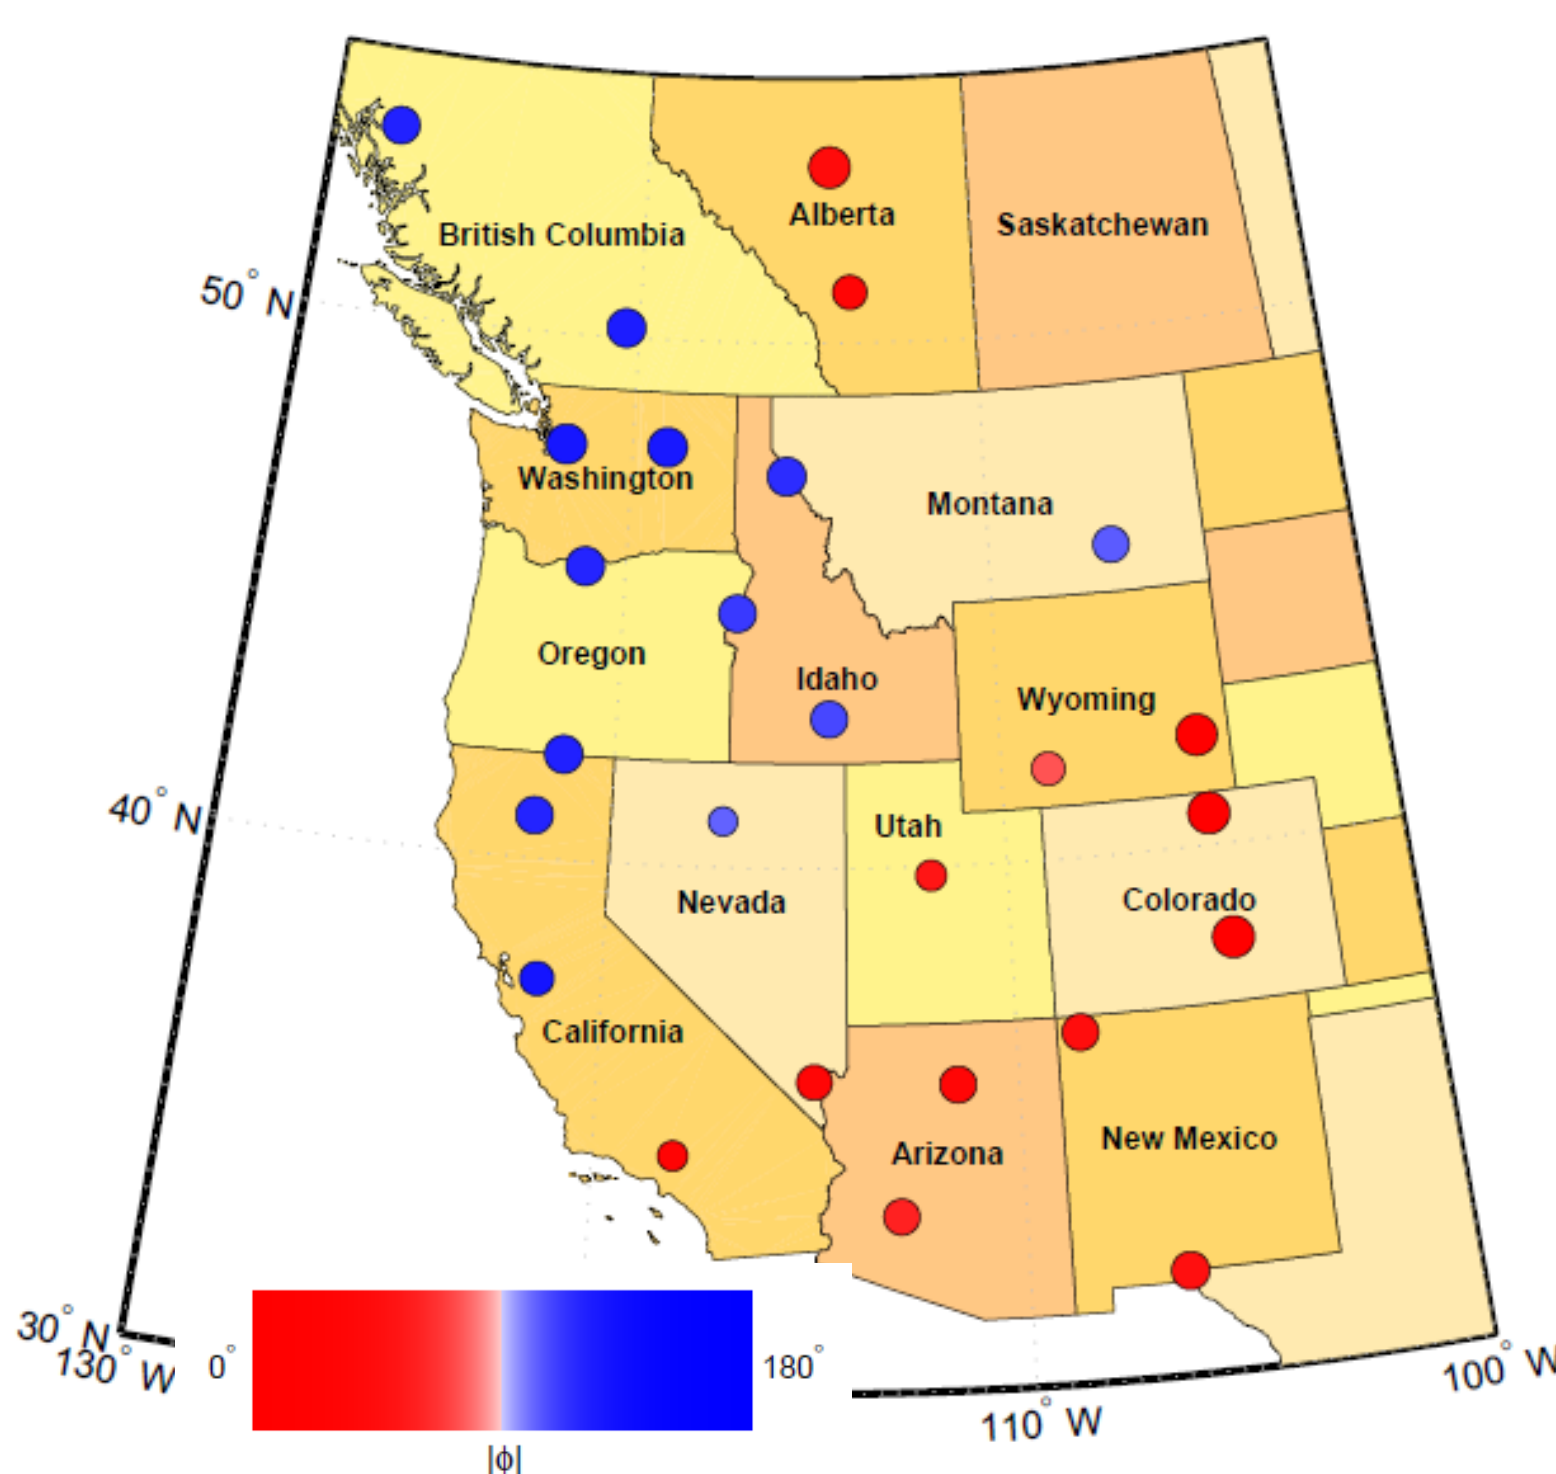 British Columbia
Alberta
Saskatchewan
50° N
Washington
Montana
Oregon
Idaho
Wyoming
40° N
Utah
Nevada
Colorado
California
New Mexico
Arizona
30° N
130° W
0°
180°
100° W
110° W
|ϕ|